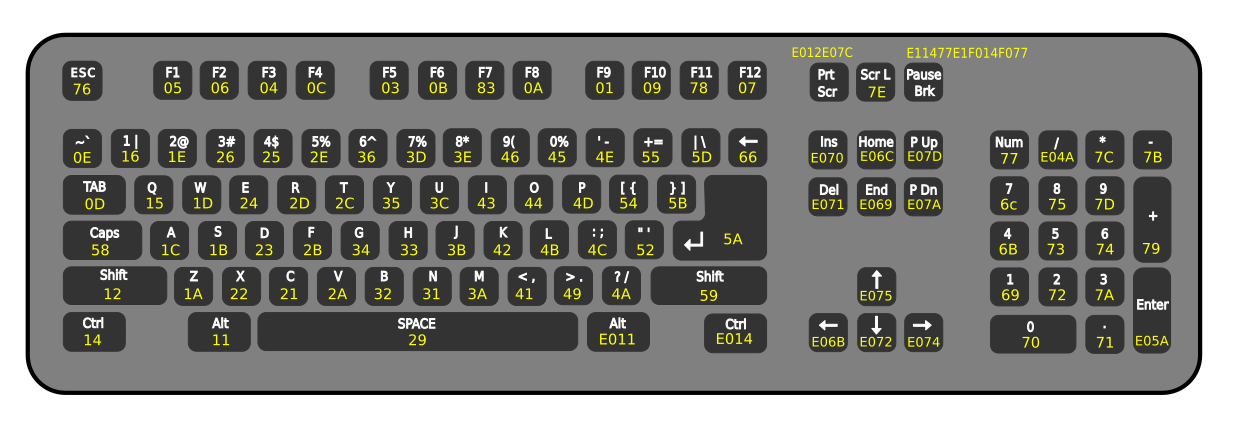 E012E07C E11477E1F014F077
ESC F1 F2 F3 F4 F5 F6 F7 F8 F9 F10 F11 F12 Prt Scr L Pause
76 05 06 04 0C 03 0B 83 0A 01 09 78 07 Scr 7E Brk
~` 1| 2@ 3# 4$ 5% 6^ 7% 8* 9( 0% '- += |\ ← Ins Home P Up Num / * -
0E 16 1E 26 25 2E 36 3D 3E 46 45 4E 55 5D 66 E070 E06C E07D 77 E04A 7C 7B
TAB Q W E R T Y U I O P [ { } ] Del End P Dn 7 8 9
0D 15 1D 24 2D 2C 35 3C 43 44 4D 54 5B E071 E069 E07A 6c 75 7D
+
Caps A S D F G H J K L : ; " ' ↵ 5A 4 5 6
58 1C 1B 23 2B 34 33 3B 42 4B 4C 52 6B 73 74 79
Shift Z X C V B N M < , > . ? / Shift ↑ 1 2 3
12 1A 22 21 2A 32 31 3A 41 49 4A 59 E075 69 72 7A
Enter
Ctrl Alt SPACE Alt Ctrl ← ↓ → 0 .
14 11 29 E011 E014 E06B E072 E074 70 71 E05A